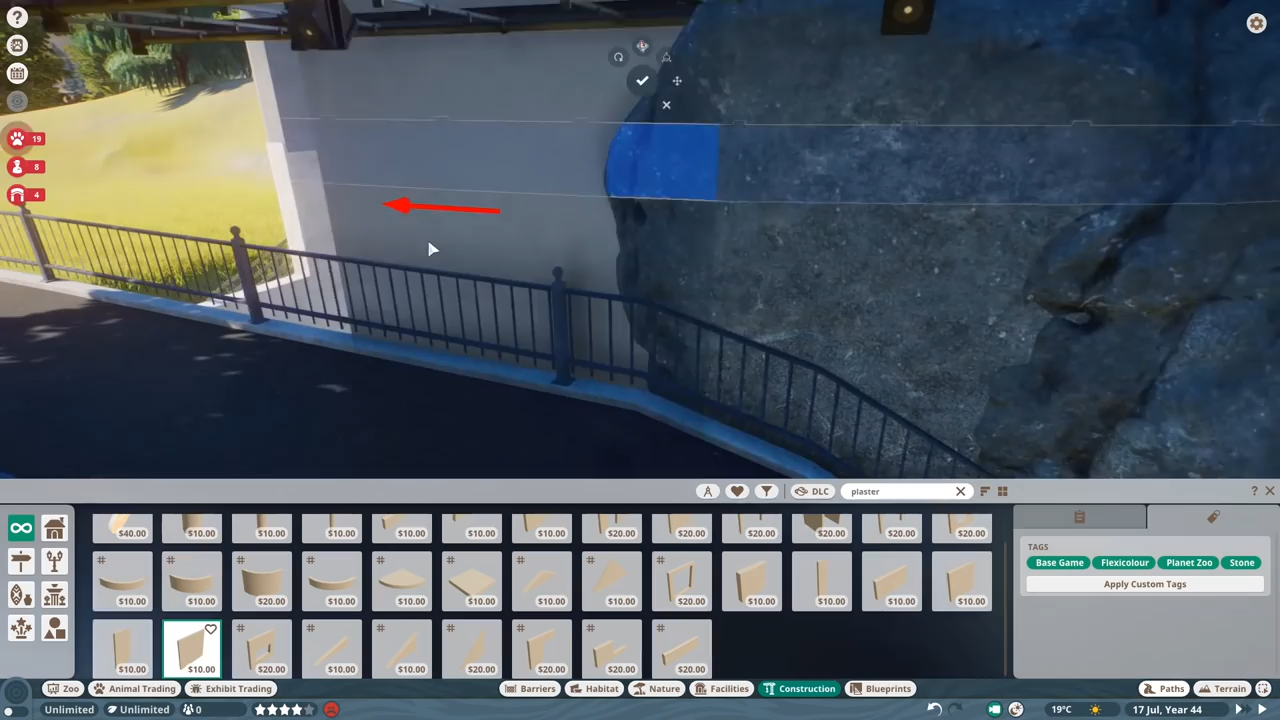 ?
19
8
4
DLC
plaster
?
$40.00 $10.00 $10.00 $10.00 $10.00 $10.00 $10.00 $20.00 $20.00 $20.00 $20.00 $20.00 $20.00
# $10.00 # $10.00 # $20.00 # $10.00 # $10.00 # $10.00 # $10.00 # $10.00 # $20.00 $10.00 $10.00 $10.00 $10.00
$10.00 $10.00 # $20.00 # $10.00 # $10.00 # $20.00 # $20.00 # $20.00 # $20.00
TAGS
Base Game Flexicolour Planet Zoo Stone
Apply Custom Tags
Zoo Animal Trading Exhibit Trading Barriers Habitat Nature Facilities Construction Blueprints Paths Terrain
Unlimited Unlimited 0 19°C 17 Jul, Year 44